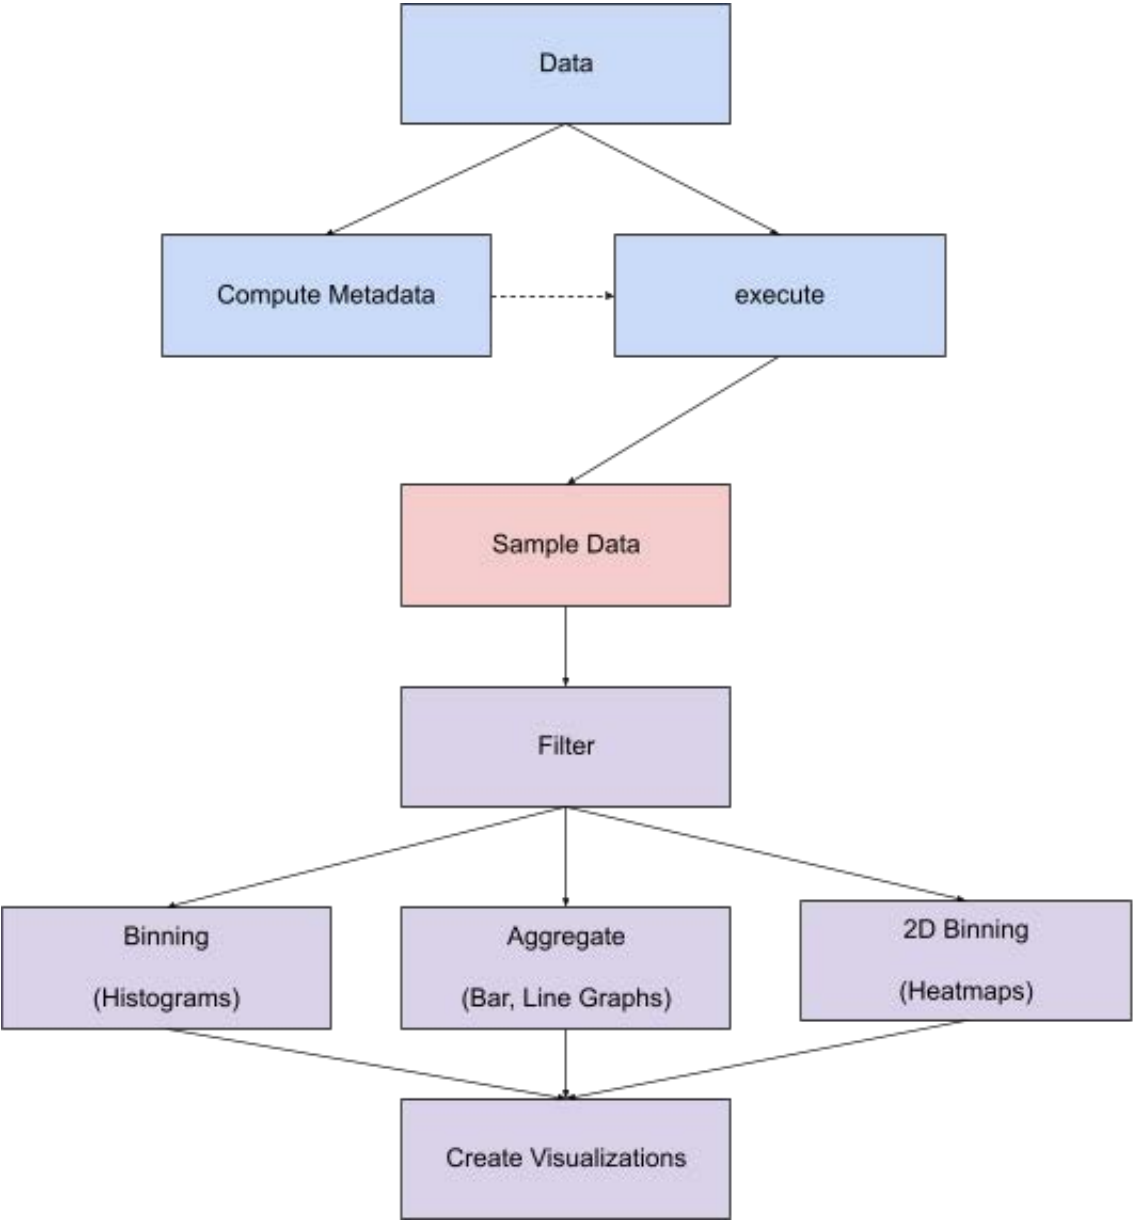 Data
Compute Metadata
execute
Sample Data
Filter
Binning
(Histograms)
Aggregate
(Bar, Line Graphs)
2D Binning
(Heatmaps)
Create Visualizations